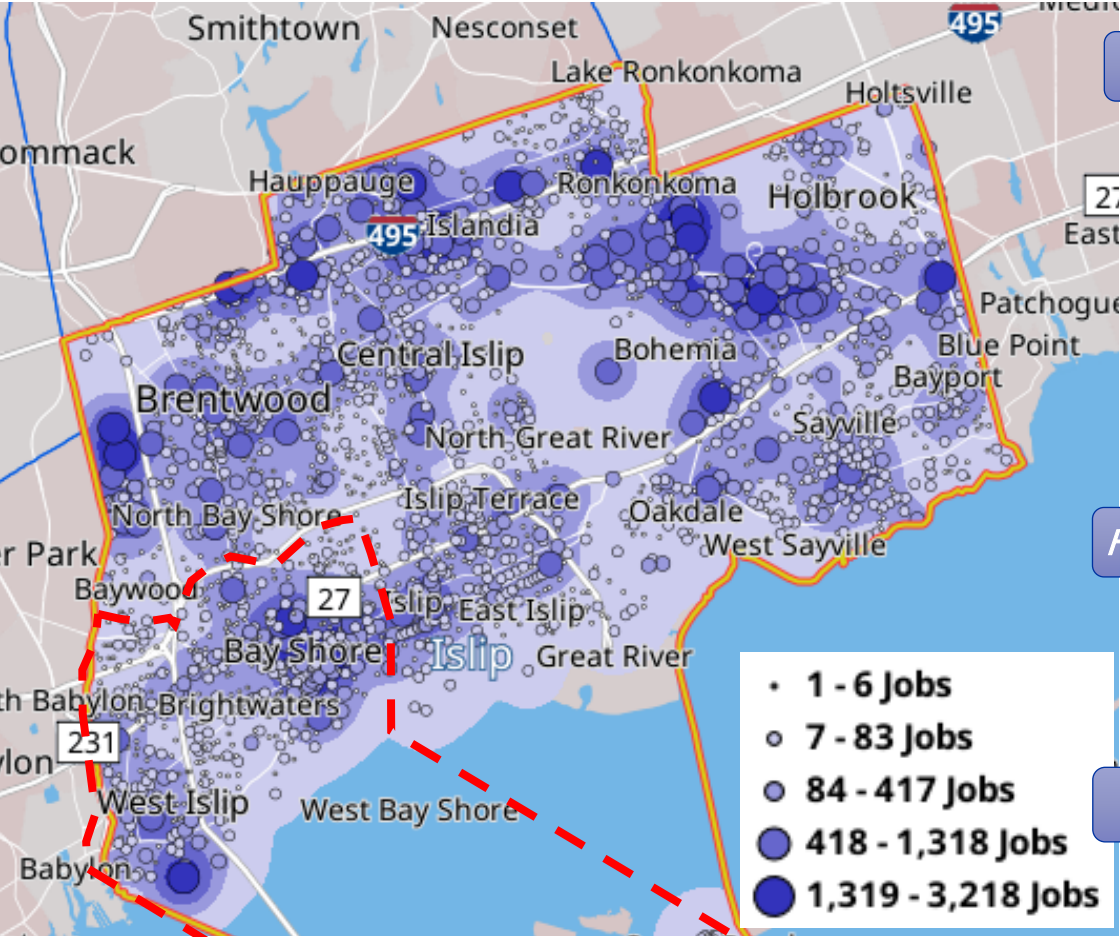 Smithtown
Nesconset
495
Lake Ronkonkoma
Holtsville
ommack
Hauppauge
Ronkonkoma
Holbrook
27
495
Islandia
East
Patchogu
Central Islip
Bohemia
Blue Point
Bayport
Brentwood
North Great River
Sayville
Islip Terrace
North Bay Shore
Oakdale
er Park
West Sayville
Baywood
27
Islip
East Islip
Bay Shore
Islip
Great River
th Babylon
Brightwaters
231
ylon
West Islip
West Bay Shore
Babylon
1 - 6 Jobs
7 - 83 Jobs
84 - 417 Jobs
418 - 1,318 Jobs
1,319 - 3,218 Jobs